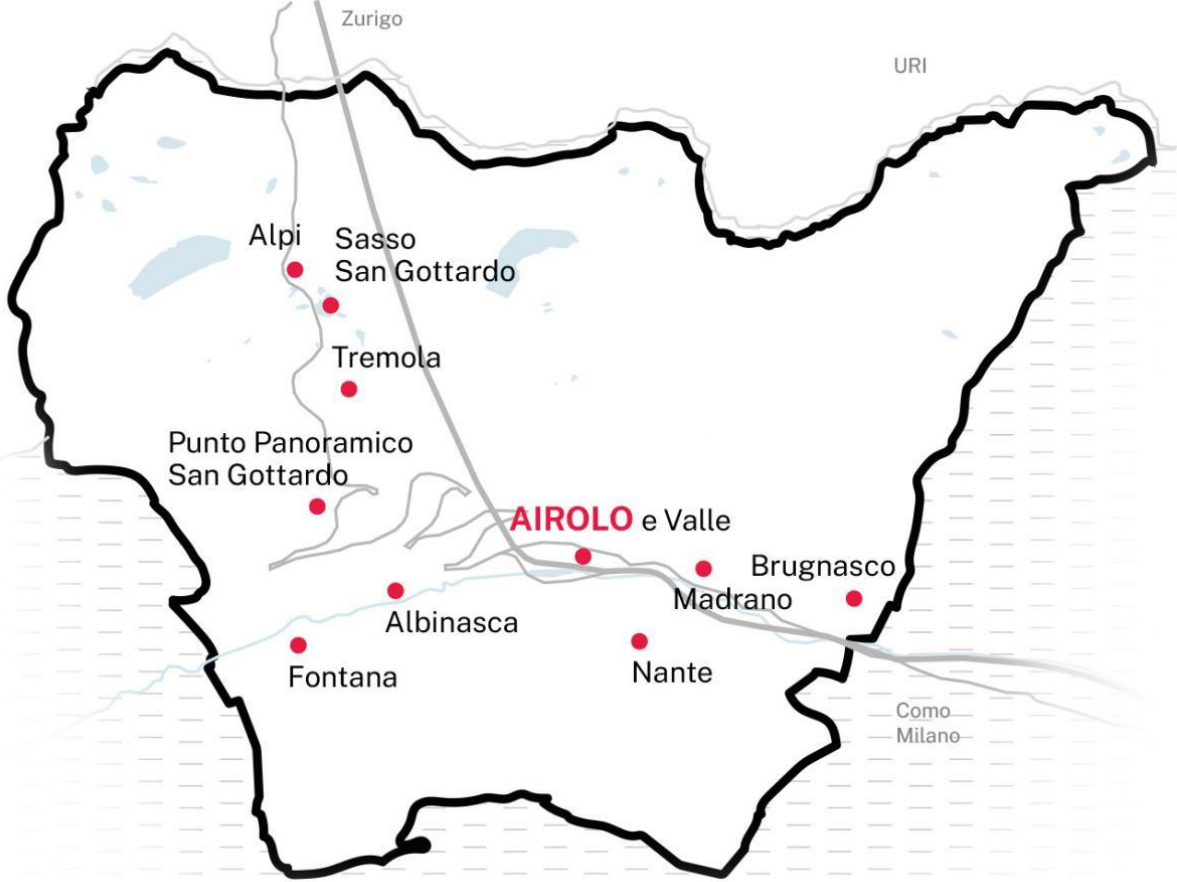 Zurigo
URI
Alpi
Sasso
San Gottardo
Tremola
Punto Panoramico
San Gottardo
AIROLO e Valle
Brugnasco
Madrano
Albinasca
Nante
Fontana
Como
Milano